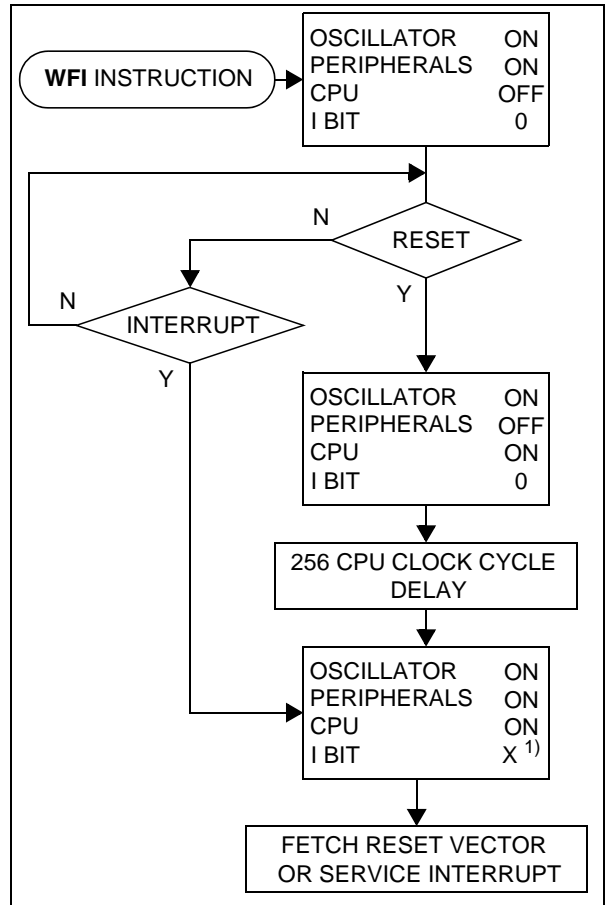 WFI INSTRUCTION
OSCILLATOR ON
PERIPHERALS ON
CPU OFF
I BIT 0
N
RESET
Y
N
INTERRUPT
Y
OSCILLATOR ON
PERIPHERALS OFF
CPU ON
I BIT 0
256 CPU CLOCK CYCLE
DELAY
OSCILLATOR ON
PERIPHERALS ON
CPU ON
I BIT X 1)
FETCH RESET VECTOR
OR SERVICE INTERRUPT